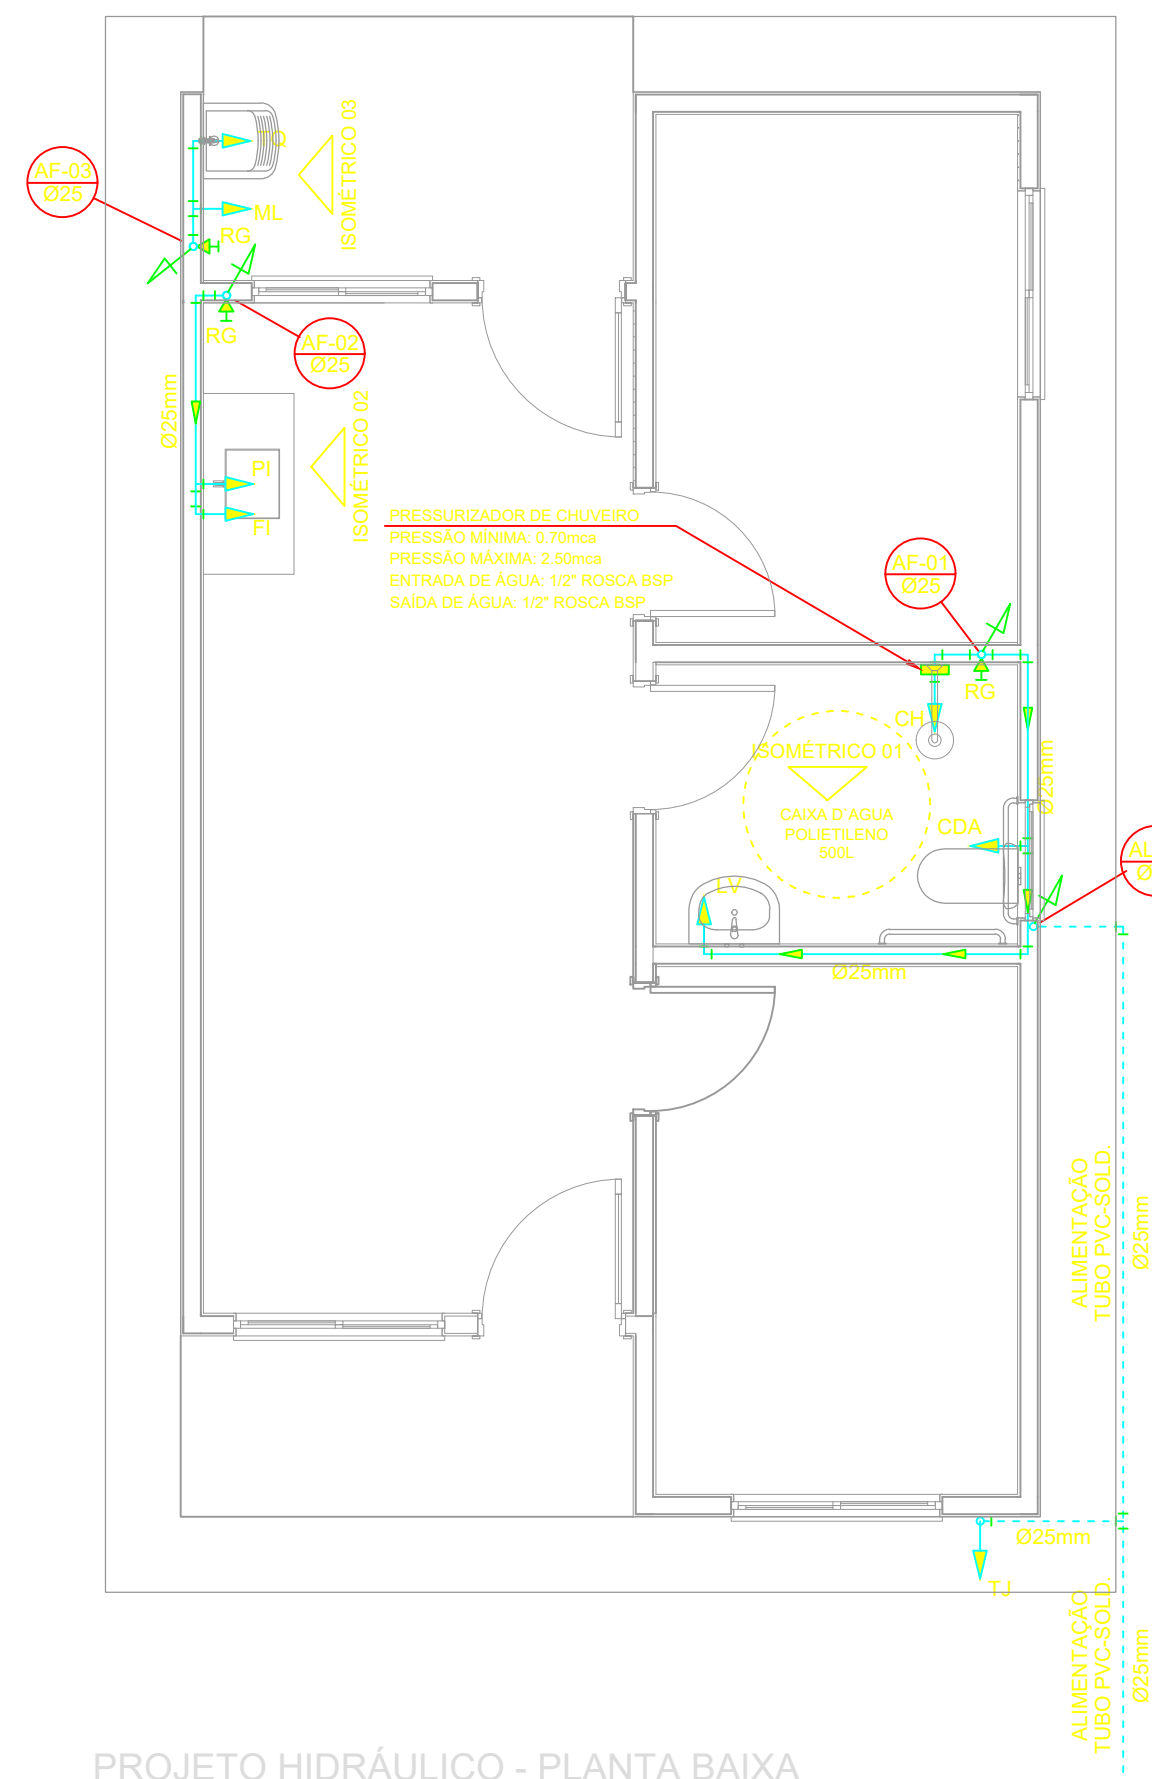 TQ
ISOMÉTRICO 03
AF-03
Ø25
ML
RG
RG
AF-02
Ø25
Ø25mm
ISOMÉTRICO 02
PI
FI
PRESSURIZADOR DE CHUVEIRO
PRESSÃO MÍNIMA: 0.70mca
PRESSÃO MÁXIMA: 2.50mca
ENTRADA DE ÁGUA: 1/2" ROSCA BSP
SAÍDA DE ÁGUA: 1/2" ROSCA BSP
AF-01
Ø25
RG
CH
ISOMÉTRICO 01
Ø25mm
CAIXA D`AGUA
POLIETILENO
500L
CDA
AL
Ø
LV
Ø25mm
ALIMENTAÇÃO
TUBO PVC-SOLD.
Ø25mm
Ø25mm
TJ
ALIMENTAÇÃO
TUBO PVC-SOLD.
Ø25mm
PROJETO HIDRÁULICO - PLANTA BAIXA